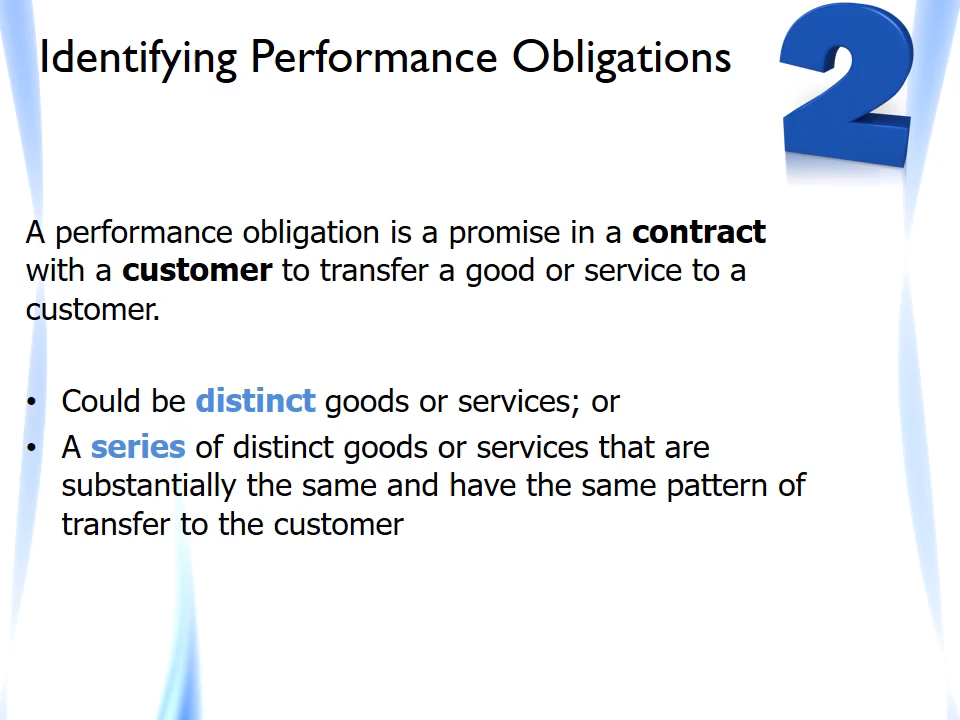 Identifying Performance Obligations
2
A performance obligation is a promise in a contract
with a customer to transfer a good or service to a
customer.
• Could be distinct goods or services; or
• A series of distinct goods or services that are
substantially the same and have the same pattern of
transfer to the customer